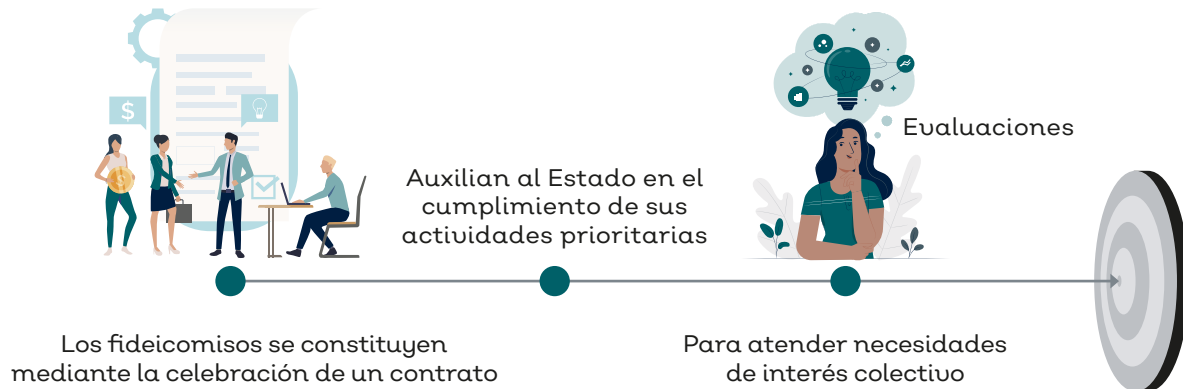 $
Evaluaciones
Auxilian al Estado en el
cumplimiento de sus
actividades prioritarias
Los fideicomisos se constituyen
mediante la celebración de un contrato
Para atender necesidades
de interés colectivo